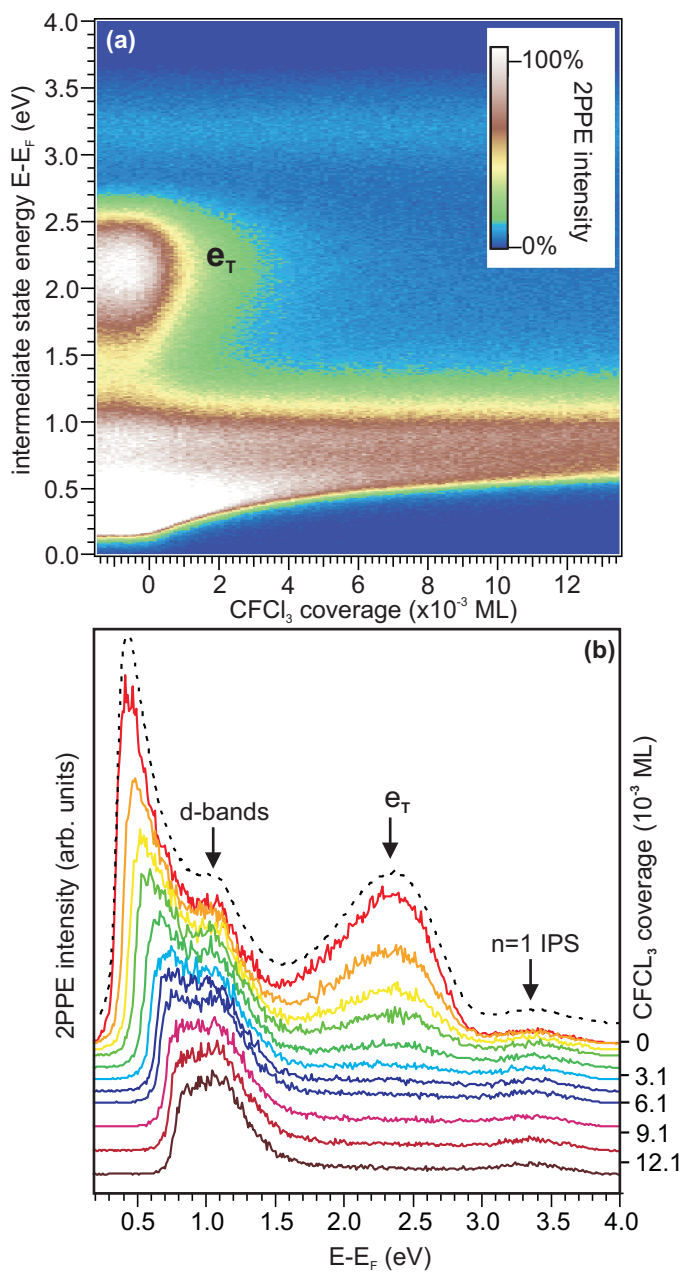 (a)
4.0
3.5
3.0
2.5
2.0
1.5
1.0
0.5
0.0
intermediate state energy E-E_F (eV)
100%
0%
2PPE intensity
e_T
0 2 4 6 8 10 12
CFCl₃ coverage (x10⁻³ ML)
(b)
2PPE intensity (arb. units)
d-bands
e_T
n=1 IPS
0
3.1
6.1
9.1
12.1
CFCL₃ coverage (10⁻³ ML)
0.5 1.0 1.5 2.0 2.5 3.0 3.5 4.0
E-E_F (eV)